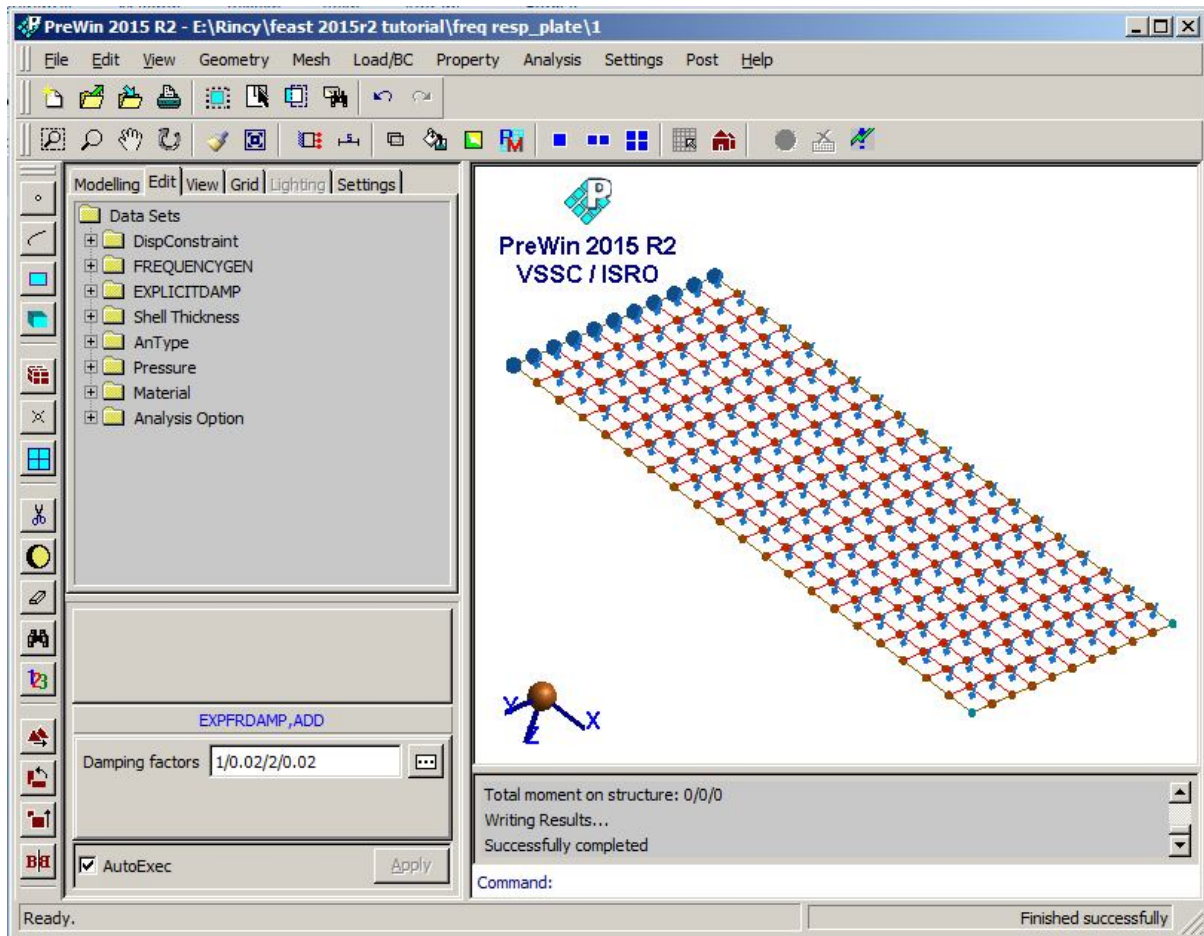 PreWin 2015 R2 - E:\Rincy\feast 2015r2 tutorial\freq resp_plate\1
File Edit View Geometry Mesh Load/BC Property Analysis Settings Post Help
Modelling Edit View Grid Lighting Settings
Data Sets
DispConstraint
FREQUENCYGEN
EXPLICITDAMP
Shell Thickness
AnType
Pressure
Material
Analysis Option
PreWin 2015 R2
VSSC / ISRO
Y
Z
X
EXPFRDAMP,ADD
Damping factors 1/0.02/2/0.02
AutoExec Apply
Total moment on structure: 0/0/0
Writing Results...
Successfully completed
Command:
Ready. Finished successfully